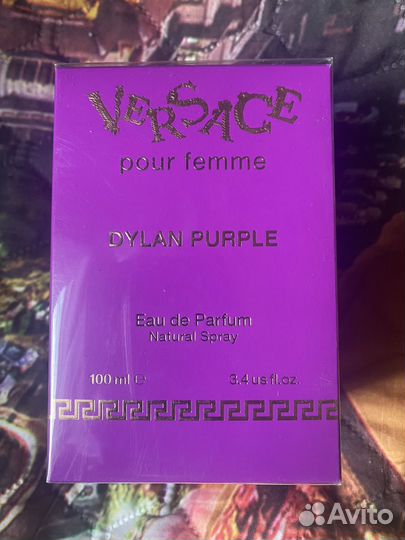 VERSACE
pour femme
DYLAN PURPLE
Eau de Parfum
Natural Spray
100 ml ℮ 3.4 us fl.oz.
Avito